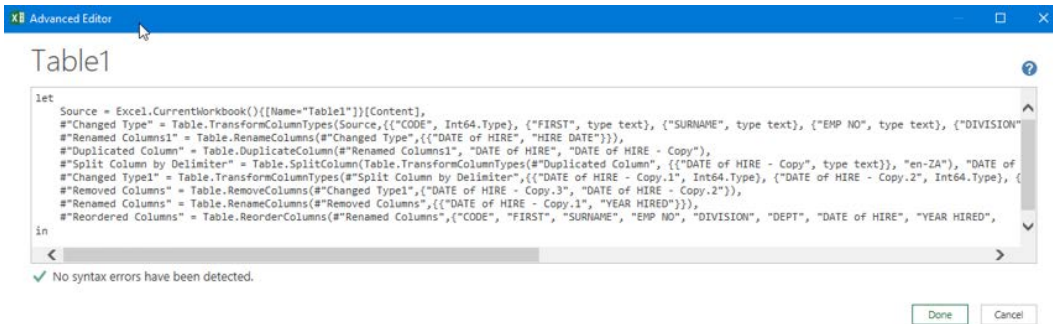 Advanced Editor
Table1
let
Source = Excel.CurrentWorkbook(){[Name="Table1"]}[Content],
#"Changed Type" = Table.TransformColumnTypes(Source,{{"CODE", Int64.Type}, {"FIRST", type text}, {"SURNAME", type text}, {"EMP NO", type text}, {"DIVISION"
#"Renamed Columns1" = Table.RenameColumns(#"Changed Type",{{"DATE of HIRE", "HIRE DATE"}}),
#"Duplicated Column" = Table.DuplicateColumn(#"Renamed Columns1", "DATE of HIRE", "DATE of HIRE - Copy"),
#"Split Column by Delimiter" = Table.SplitColumn(Table.TransformColumnTypes(#"Duplicated Column", {{"DATE of HIRE - Copy", type text}}, "en-ZA"), "DATE of
#"Changed Type1" = Table.TransformColumnTypes(#"Split Column by Delimiter",{{"DATE of HIRE - Copy.1", Int64.Type}, {"DATE of HIRE - Copy.2", Int64.Type}, {
#"Removed Columns" = Table.RemoveColumns(#"Changed Type1",{"DATE of HIRE - Copy.3", "DATE of HIRE - Copy.2"}),
#"Renamed Columns" = Table.RenameColumns(#"Removed Columns",{{"DATE of HIRE - Copy.1", "YEAR HIRED"}}),
#"Reordered Columns" = Table.ReorderColumns(#"Renamed Columns",{"CODE", "FIRST", "SURNAME", "EMP NO", "DIVISION", "DEPT", "DATE of HIRE", "YEAR HIRED",
in
No syntax errors have been detected.
Done Cancel